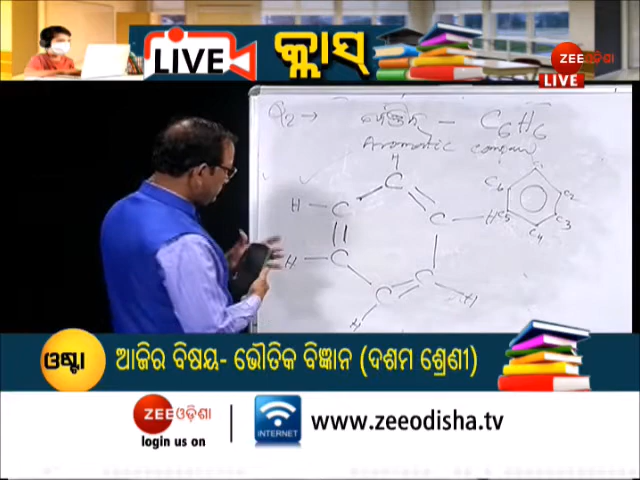 LIVE କ୍ଲାସ୍
ZEE ଓଡ଼ିଶା
LIVE
Q2 → ବେଞ୍ଜିନ୍ — C6H6
Aromatic compound
H
C
H — C
C — H
C
C
C
H
H
H
C6
C2
C5
C3
C4
ଓଷ୍ଟା
ଆଜିର ବିଷୟ- ଭୌତିକ ବିଜ୍ଞାନ (ଦଶମ ଶ୍ରେଣୀ)
ZEE ଓଡ଼ିଶା
login us on
INTERNET
www.zeeodisha.tv